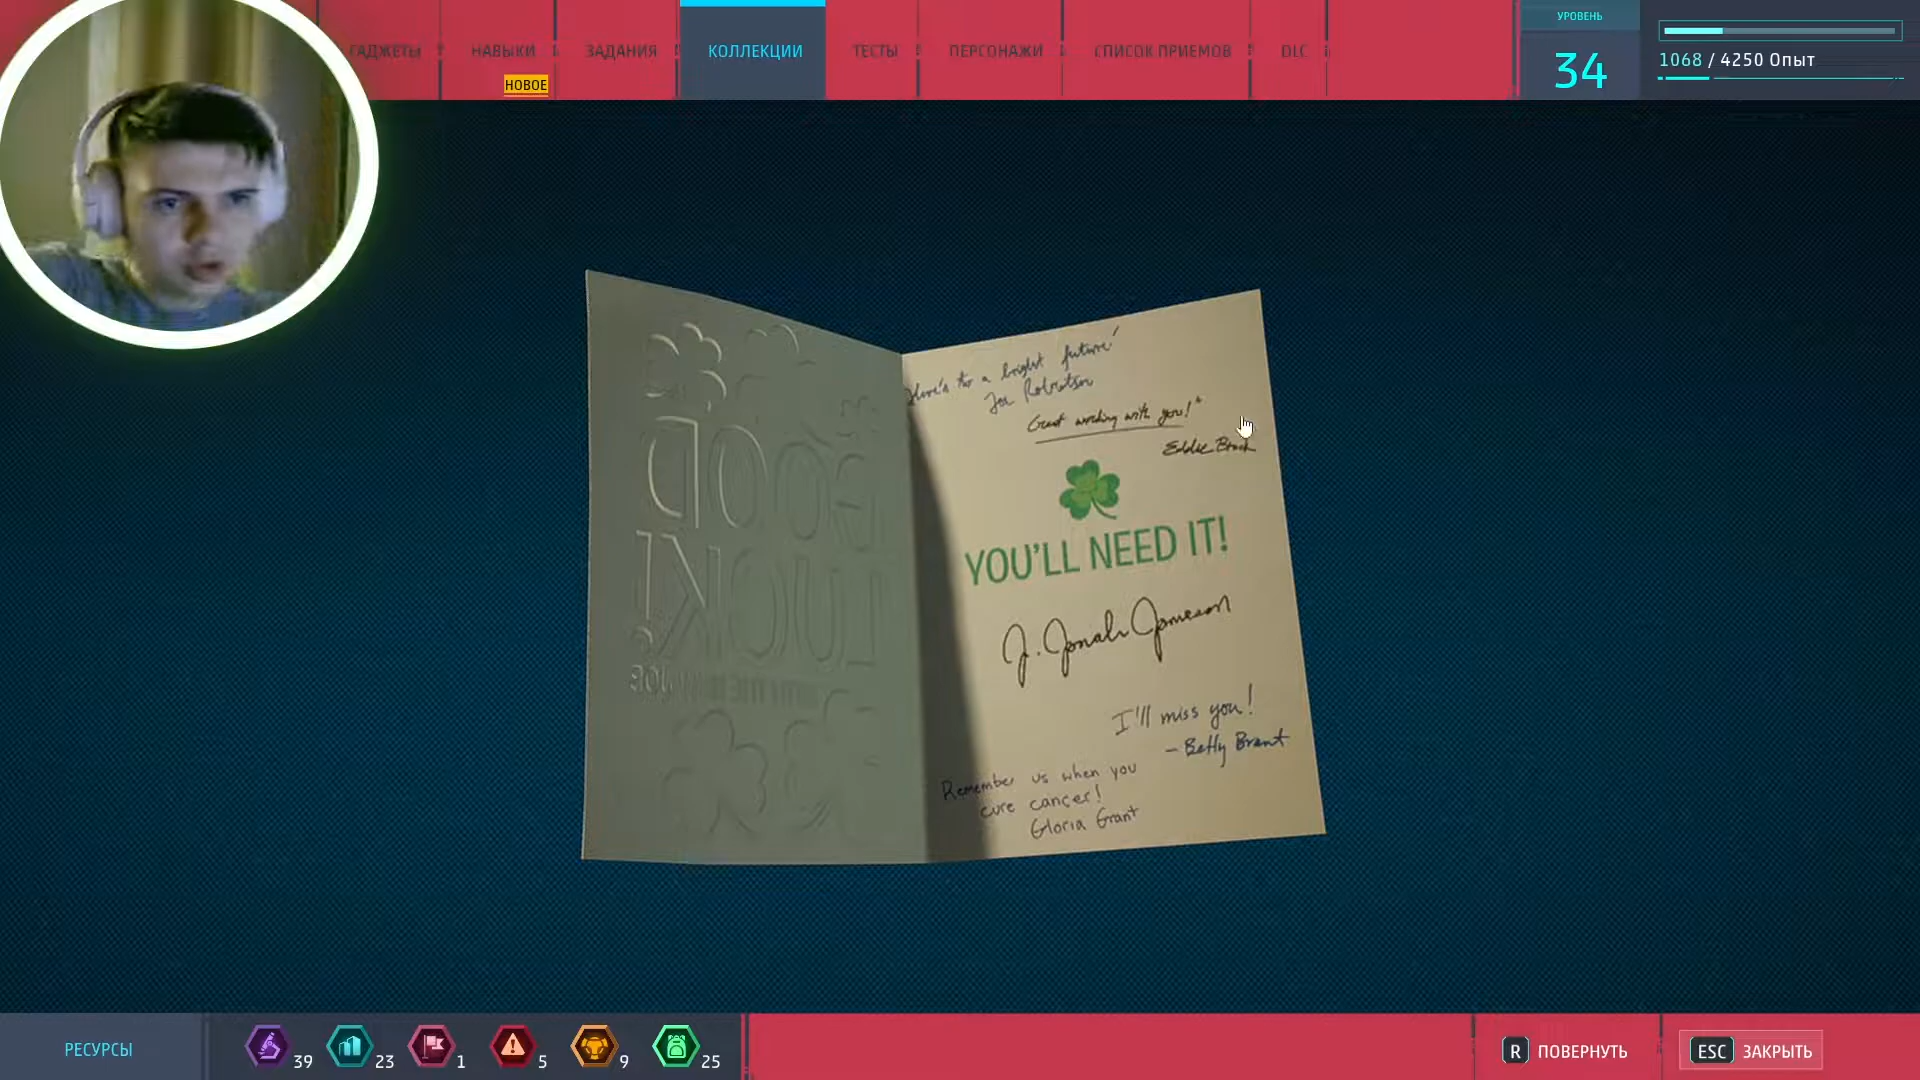 ГАДЖЕТЫ
НАВЫКИ
НОВОЕ
ЗАДАНИЯ
КОЛЛЕКЦИИ
ТЕСТЫ
ПЕРСОНАЖИ
СПИСОК ПРИЕМОВ
DLC
УРОВЕНЬ
34
1068 / 4250 Опыт
GOOD
LUCK!
Here's to a bright future!
Joe Robertson
Great working with you!
Eddie Brock
YOU'LL NEED IT!
J. Jonah Jameson
I'll miss you!
- Betty Brant
Remember us when you
cure cancer!
Gloria Grant
РЕСУРСЫ
39
23
1
5
9
25
R ПОВЕРНУТЬ
ESC ЗАКРЫТЬ